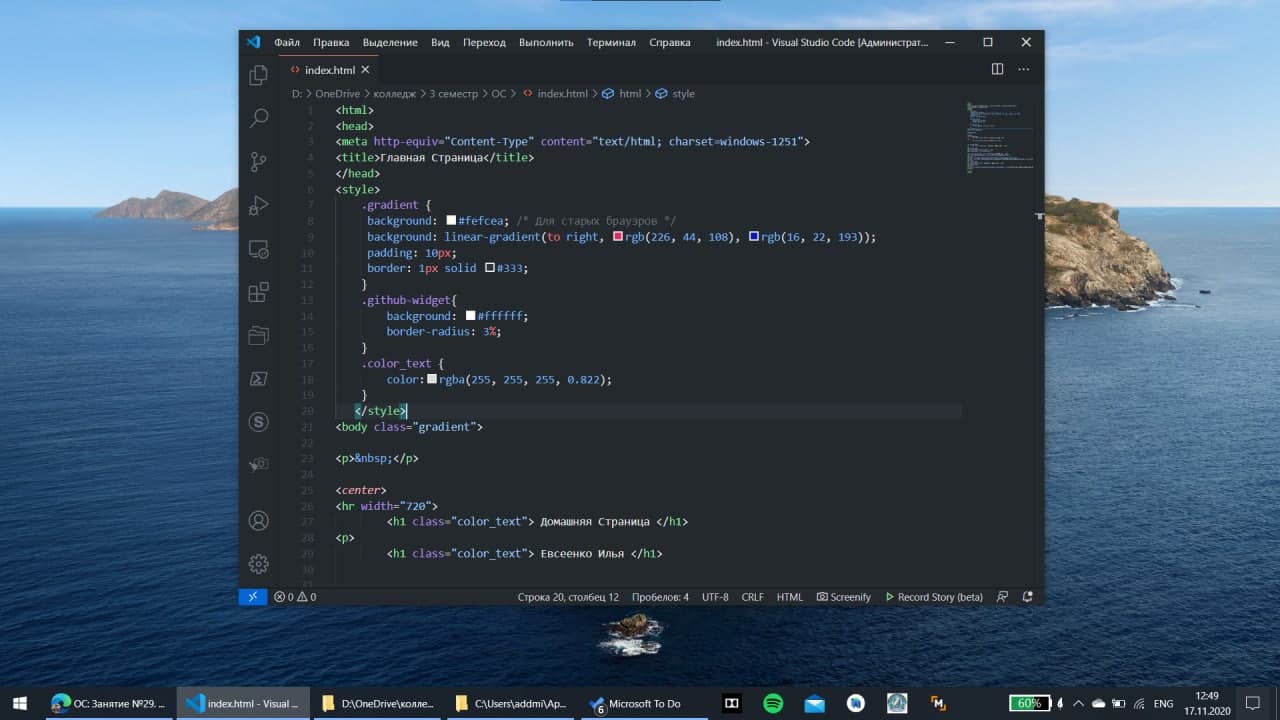 Файл Правка Выделение Вид Переход Выполнить Терминал Справка index.html - Visual Studio Code [Администрат...
index.html
D: > OneDrive > колледж > 3 семестр > ОС > index.html > html > style
1 <html>
2 <head>
3 <meta http-equiv="Content-Type" content="text/html; charset=windows-1251">
4 <title>Главная Страница</title>
5 </head>
6 <style>
7 .gradient {
8 background: #fefcea; /* Для старых браузров */
9 background: linear-gradient(to right, rgb(226, 44, 108), rgb(16, 22, 193));
10 padding: 10px;
11 border: 1px solid #333;
12 }
13 .github-widget{
14 background: #ffffff;
15 border-radius: 3%;
16 }
17 .color_text {
18 color: rgba(255, 255, 255, 0.822);
19 }
20 </style>
21 <body class="gradient">
22
23 <p>&nbsp;</p>
24
25 <center>
26 <hr width="720">
27 <h1 class="color_text"> Домашняя Страница </h1>
28 <p>
29 <h1 class="color_text"> Евсеенко Илья </h1>
30
31
0 0 Строка 20, столбец 12 Пробелов: 4 UTF-8 CRLF HTML Screenify Record Story (beta)
ОС: Занятие №29. ... index.html - Visual ... D:\OneDrive\колле... C:\Users\addmi\Ap... 6 Microsoft To Do 60% ENG 12:49
17.11.2020